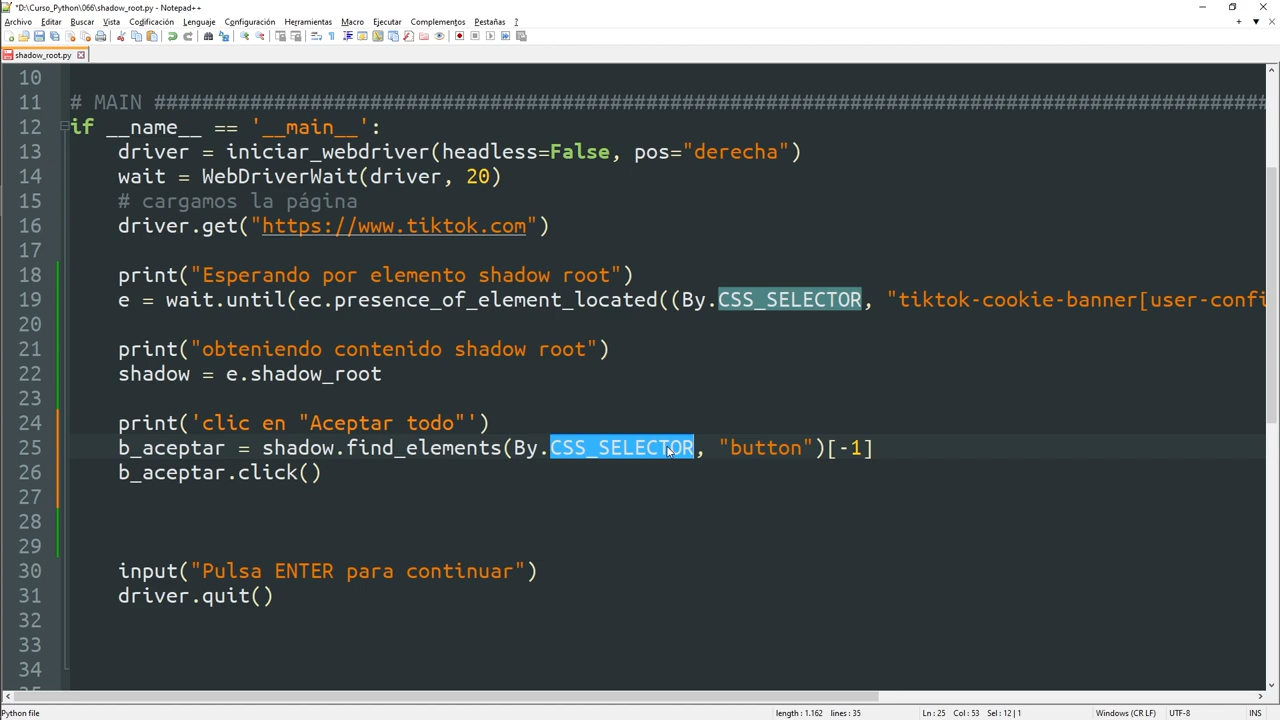 *D:\Curso_Python\066\shadow_root.py - Notepad++
Archivo Editar Buscar Vista Codificación Lenguaje Configuración Herramientas Macro Ejecutar Complementos Pestañas ?
shadow_root.py
10
11 # MAIN ####################################################################################################
12 if __name__ == '__main__':
13 driver = iniciar_webdriver(headless=False, pos="derecha")
14 wait = WebDriverWait(driver, 20)
15 # cargamos la página
16 driver.get("https://www.tiktok.com")
17
18 print("Esperando por elemento shadow root")
19 e = wait.until(ec.presence_of_element_located((By.CSS_SELECTOR, "tiktok-cookie-banner[user-confi
20
21 print("obteniendo contenido shadow root")
22 shadow = e.shadow_root
23
24 print('clic en "Aceptar todo"')
25 b_aceptar = shadow.find_elements(By.CSS_SELECTOR, "button")[-1]
26 b_aceptar.click()
27
28
29
30 input("Pulsa ENTER para continuar")
31 driver.quit()
32
33
34
Python file length : 1.162 lines : 35 Ln : 25 Col : 53 Sel : 12 | 1 Windows (CR LF) UTF-8 INS